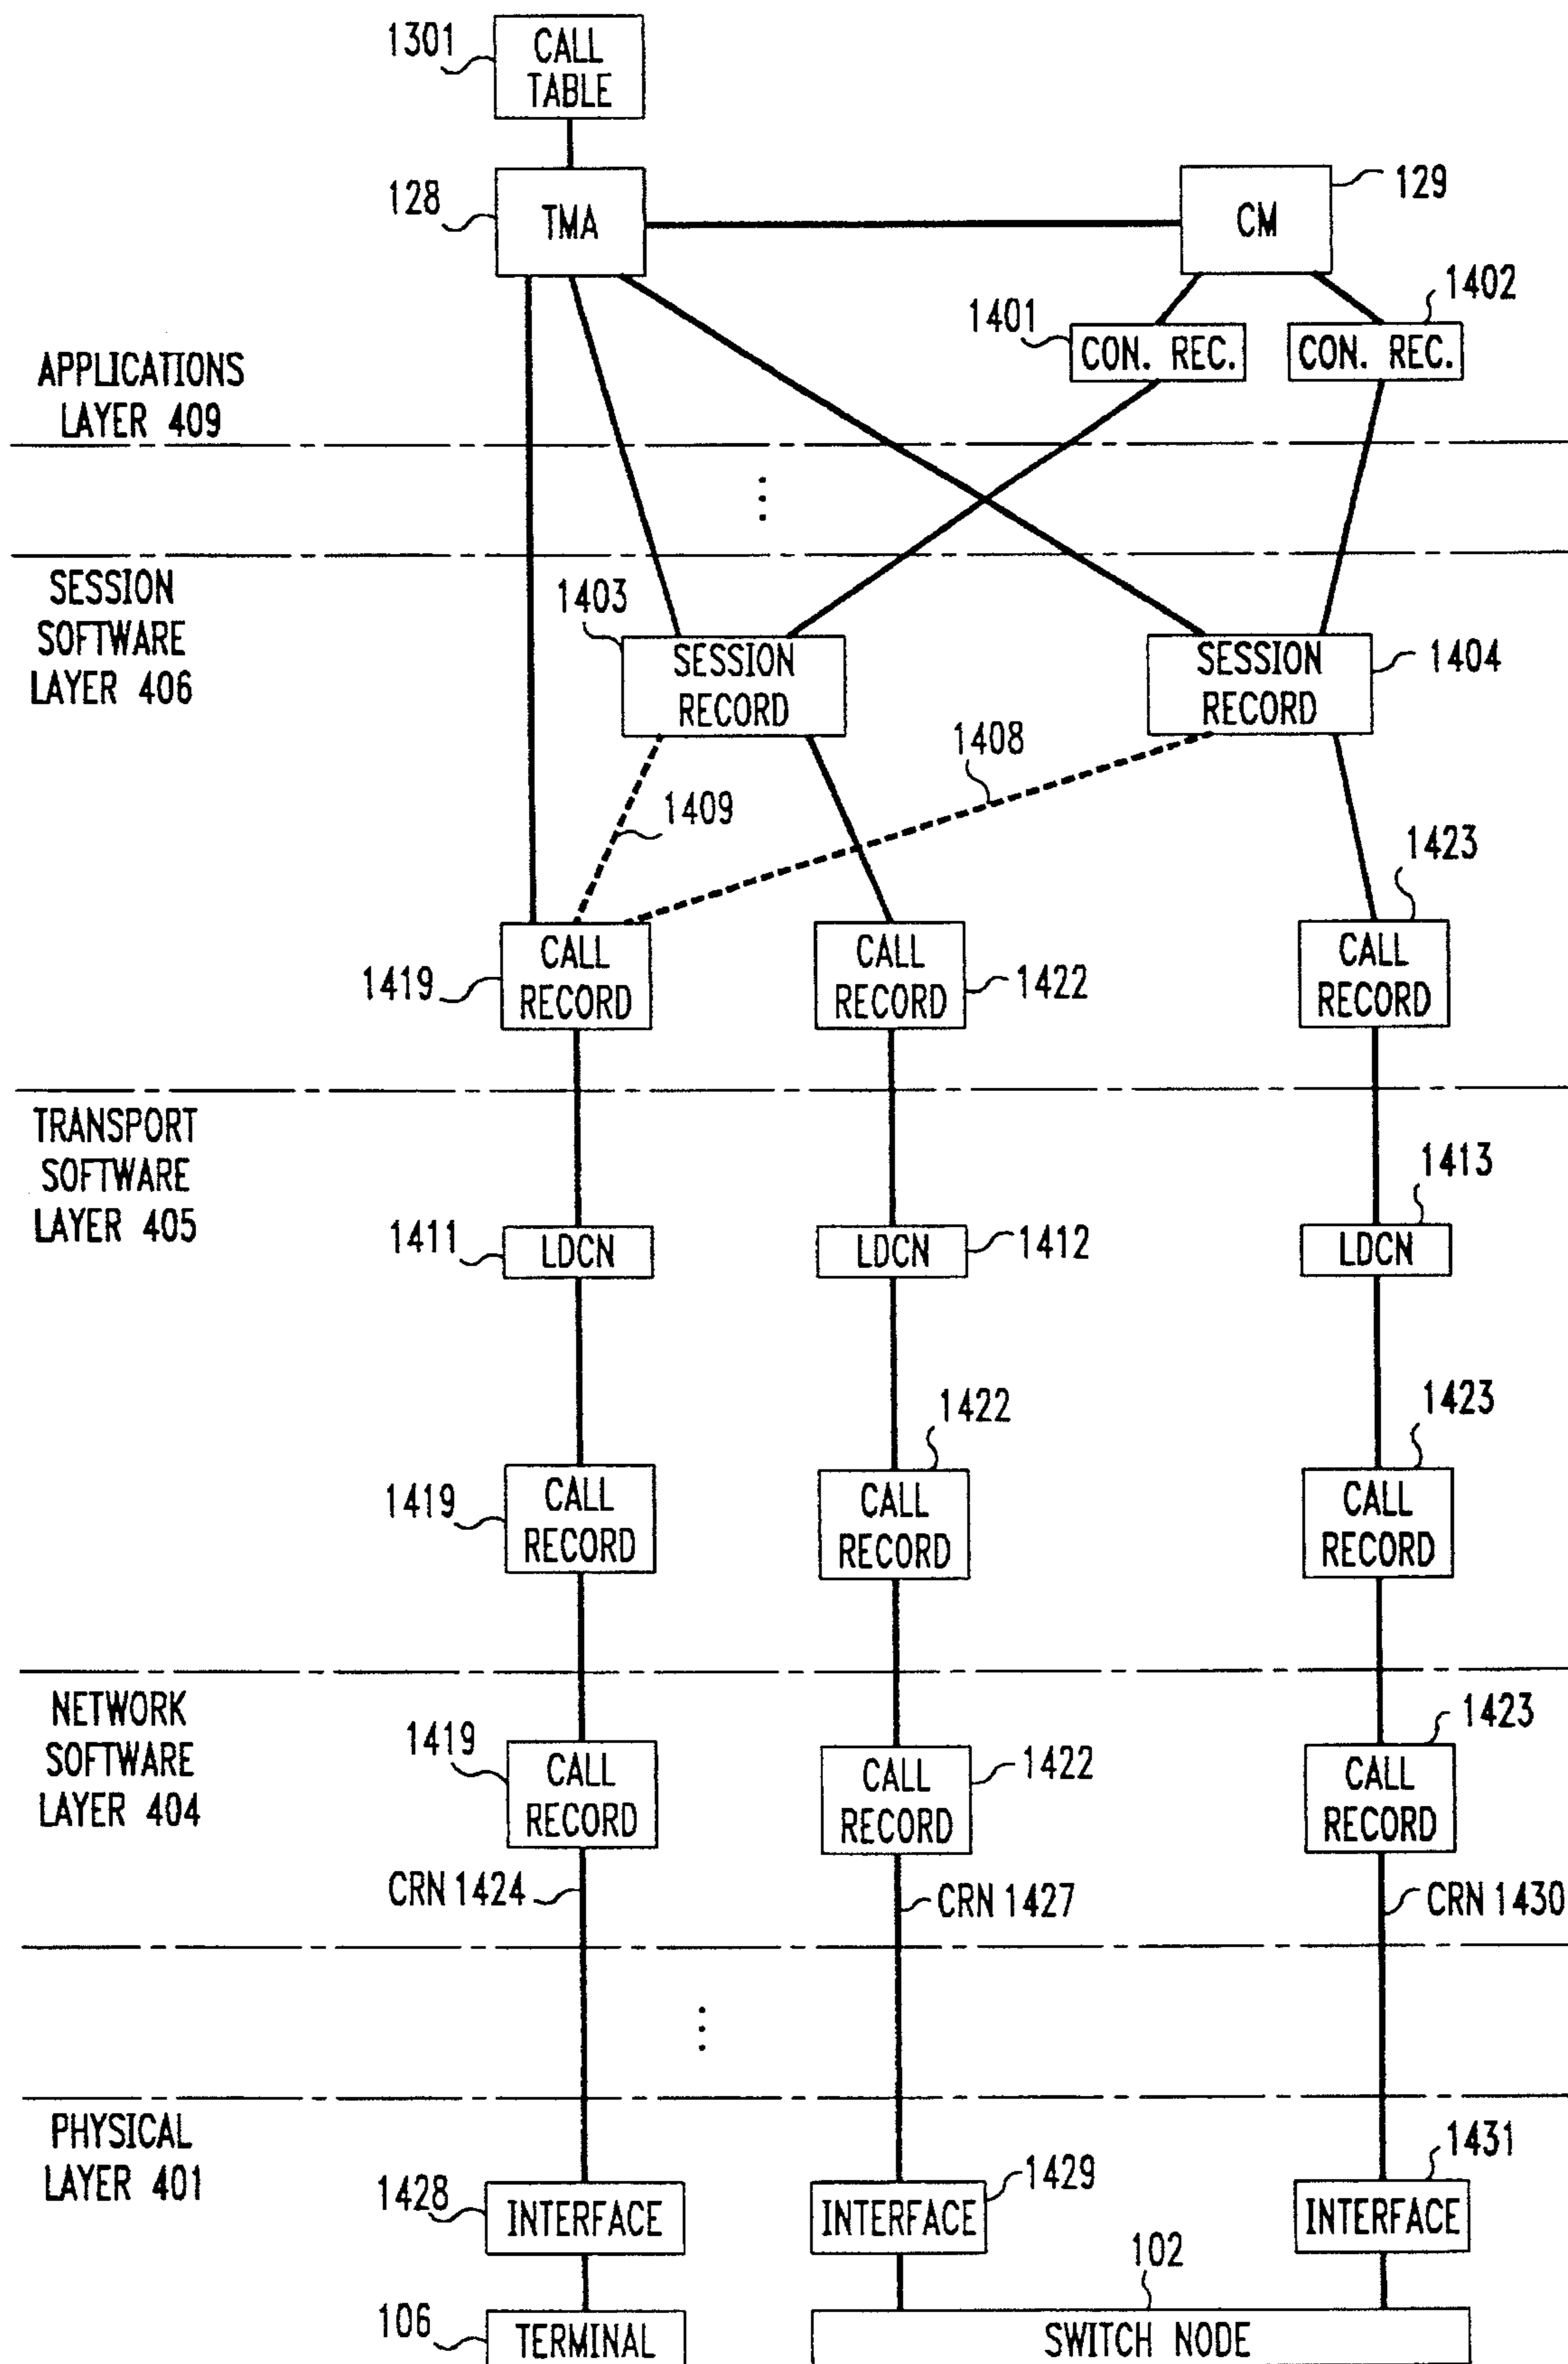 1301
CALL
TABLE
128
TMA
129
CM
1401
CON. REC.
1402
CON. REC.
APPLICATIONS
LAYER 409
SESSION
SOFTWARE
LAYER 406
1403
SESSION
RECORD
SESSION
RECORD
1404
1409
1408
1419
CALL
RECORD
CALL
RECORD
1422
1423
CALL
RECORD
TRANSPORT
SOFTWARE
LAYER 405
1411
LDCN
LDCN
1412
1413
LDCN
1419
CALL
RECORD
1422
CALL
RECORD
1423
CALL
RECORD
NETWORK
SOFTWARE
LAYER 404
1419
CALL
RECORD
CALL
RECORD
1422
1423
CALL
RECORD
CRN 1424
CRN 1427
CRN 1430
PHYSICAL
LAYER 401
1428
INTERFACE
1429
INTERFACE
1431
INTERFACE
106
TERMINAL
102
SWITCH NODE